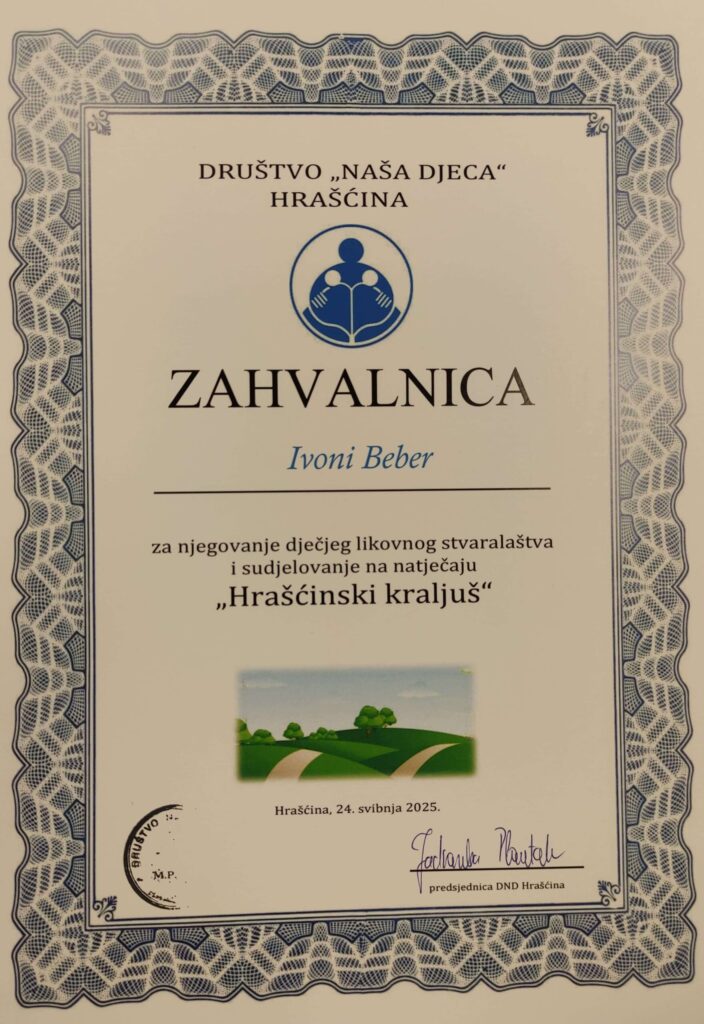 DRUŠTVO „NAŠA DJECA“
HRAŠĆINA
ZAHVALNICA
Ivoni Beber
za njegovanje dječjeg likovnog stvaralaštva
i sudjelovanje na natječaju
„Hrašćinski kraljuš“
Hrašćina, 24. svibnja 2025.
DRUŠTVO
M.P.
predsjednica DND Hrašćina